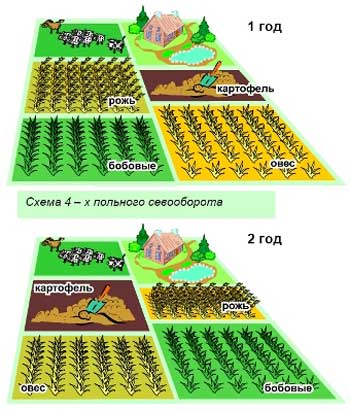 1 год
рожь
картофель
бобовые
овес
Схема 4 – х польного севооборота
2 год
картофель
рожь
овес
бобовые